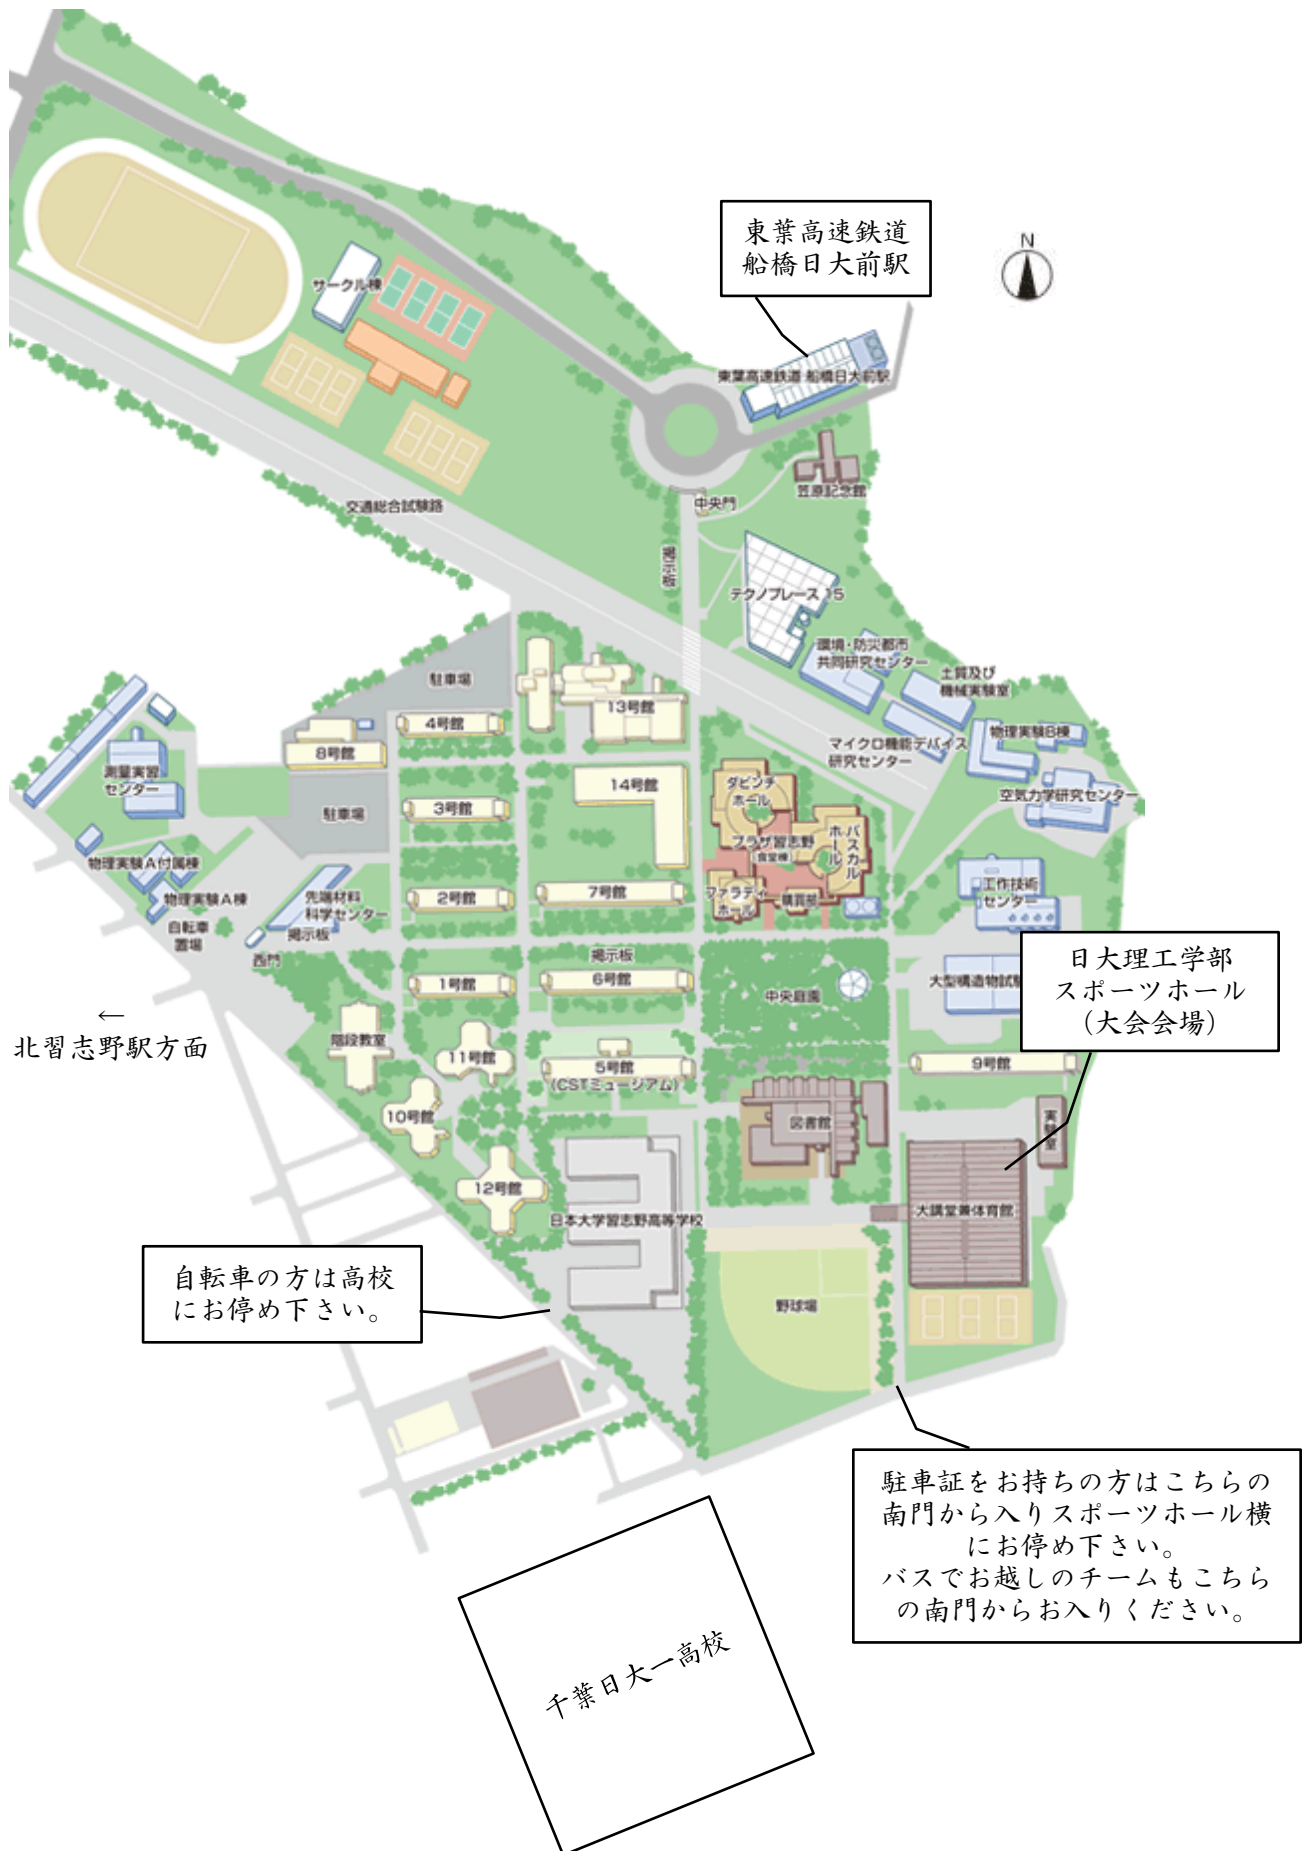 東葉高速鉄道
船橋日大前駅
N
サークル棟
東葉高速鉄道 船橋日大前駅
笠原記念館
中央門
交通総合試験路
掲示板
テクノプレース 15
環境・防災都市
共同研究センター
土質及び
機械実験室
駐車場
13号館
4号館
物理実験B棟
マイクロ機能デバイス
研究センター
8号館
測量実習
センター
ダビンチ
ホール
14号館
空気力学研究センター
3号館
駐車場
パスカル
ホール
プラザ習志野
(食堂棟)
物理実験A付属棟
工作技術
センター
物理実験A棟
先端材料
科学センター
2号館
7号館
ファラディ
ホール
購買部
自転車
置場
掲示板
西門
掲示板
日大理工学部
スポーツホール
（大会会場）
1号館
6号館
中央庭園
大型構造物試
←
北習志野駅方面
階段教室
11号館
5号館
(CSTミュージアム)
9号館
10号館
図書館
実験室
12号館
日本大学習志野高等学校
大講堂兼体育館
自転車の方は高校
にお停め下さい。
野球場
駐車証をお持ちの方はこちらの
南門から入りスポーツホール横
にお停め下さい。
バスでお越しのチームもこちら
の南門からお入りください。
千葉日大一高校